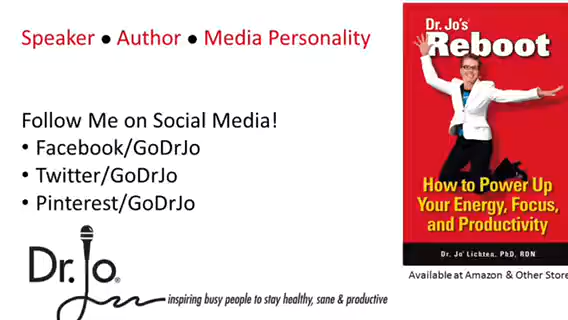 Speaker ● Author ● Media Personality
Follow Me on Social Media!
• Facebook/GoDrJo
• Twitter/GoDrJo
• Pinterest/GoDrJo
Dr. Jo®
inspiring busy people to stay healthy, sane & productive
Dr. Jo's
Reboot
How to Power Up
Your Energy, Focus,
and Productivity
Dr. Jo Lichten, PhD, RDN
Available at Amazon & Other Store